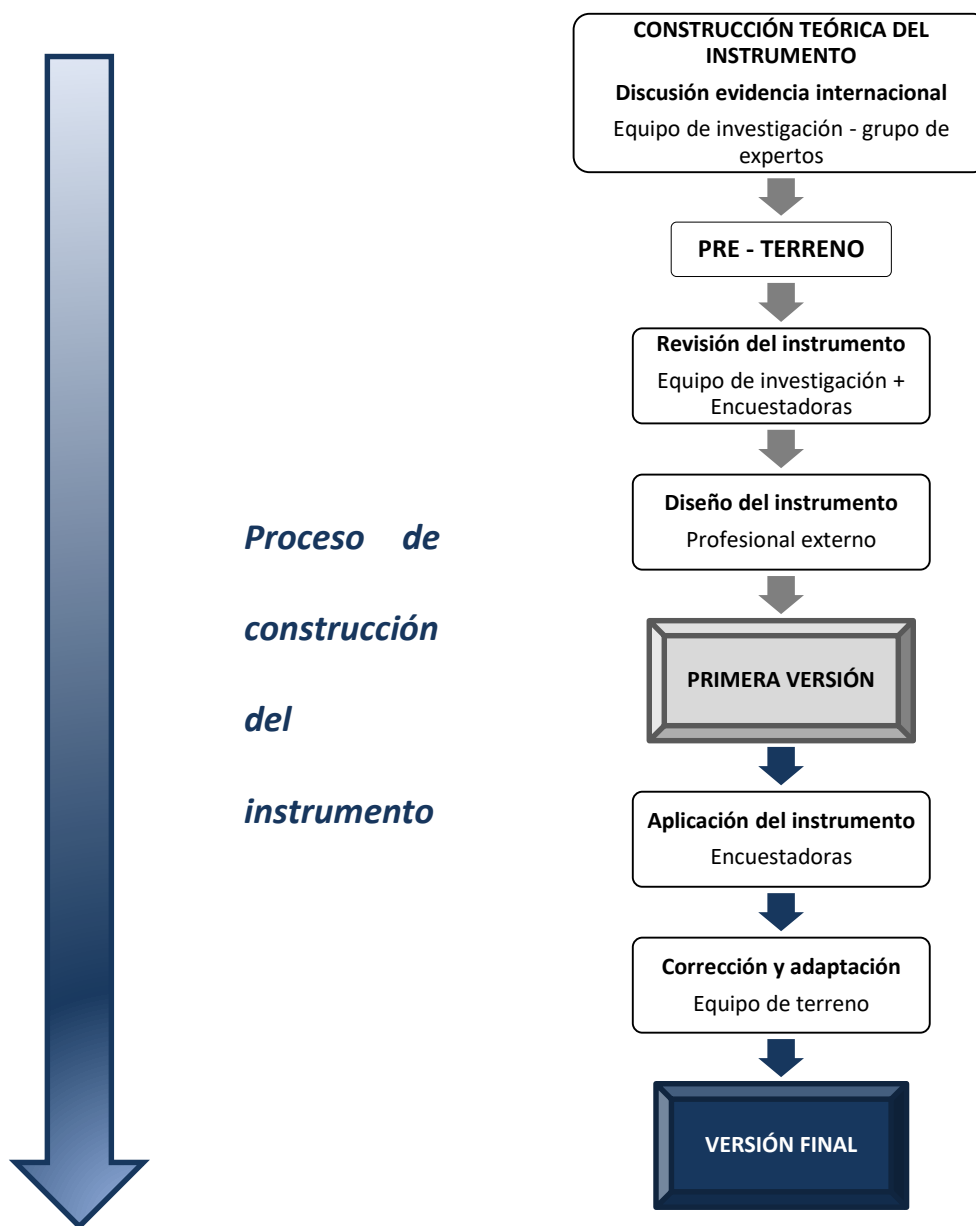 CONSTRUCCIÓN TEÓRICA DEL
INSTRUMENTO
Discusión evidencia internacional
Equipo de investigación - grupo de
expertos
PRE - TERRENO
Revisión del instrumento
Equipo de investigación +
Encuestadoras
Diseño del instrumento
Profesional externo
PRIMERA VERSIÓN
Aplicación del instrumento
Encuestadoras
Corrección y adaptación
Equipo de terreno
VERSIÓN FINAL
Proceso de
construcción
del
instrumento